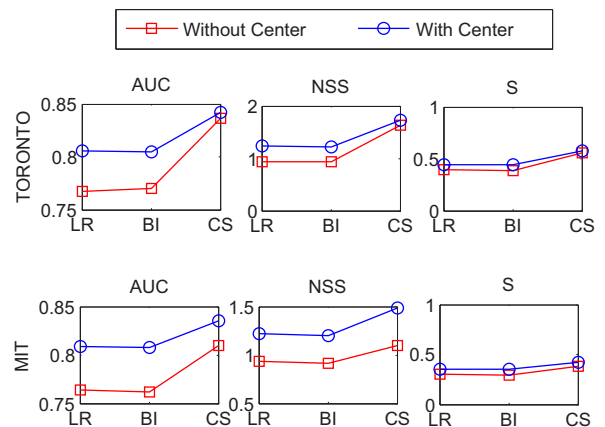 Without Center
With Center
AUC
NSS
S
TORONTO
0.85
0.8
0.75
LR
BI
CS
2
1
0
LR
BI
CS
1
0.5
0
LR
BI
CS
AUC
NSS
S
MIT
0.85
0.8
0.75
LR
BI
CS
1.5
1
0.5
LR
BI
CS
1
0.5
0
LR
BI
CS